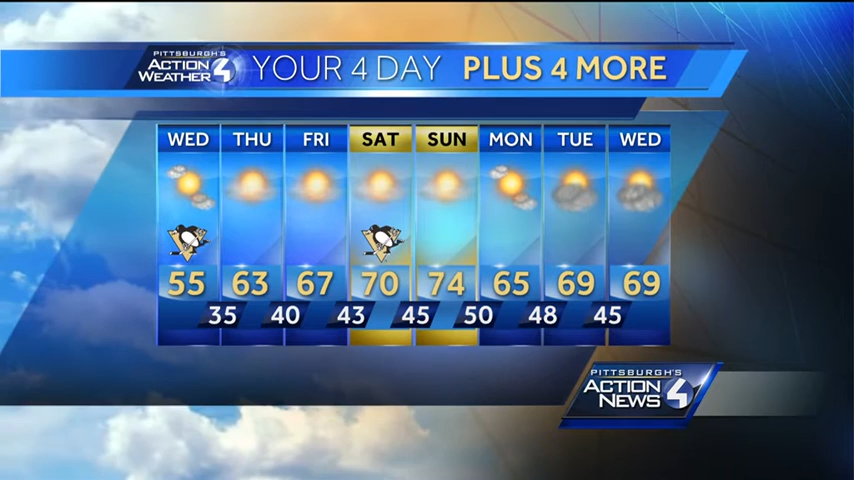 PITTSBURGH'S
ACTION
WEATHER 4
YOUR 4 DAY PLUS 4 MORE
WED THU FRI SAT SUN MON TUE WED
55 63 67 70 74 65 69 69
35 40 43 45 50 48 45
PITTSBURGH'S
ACTION
NEWS 4